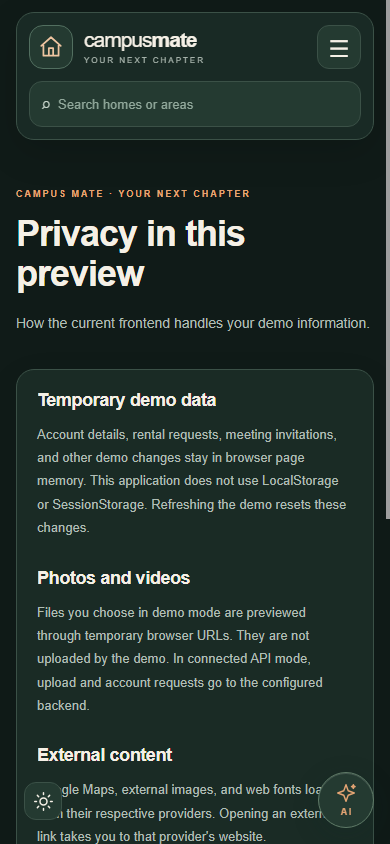 campusmate
YOUR NEXT CHAPTER
Search homes or areas
CAMPUS MATE · YOUR NEXT CHAPTER
Privacy in this
preview
How the current frontend handles your demo information.
Temporary demo data
Account details, rental requests, meeting invitations,
and other demo changes stay in browser page
memory. This application does not use LocalStorage
or SessionStorage. Refreshing the demo resets these
changes.
Photos and videos
Files you choose in demo mode are previewed
through temporary browser URLs. They are not
uploaded by the demo. In connected API mode,
upload and account requests go to the configured
backend.
External content
Maps, external images, and web fonts
their respective providers. Opening an
link takes you to that provider's website.
AI